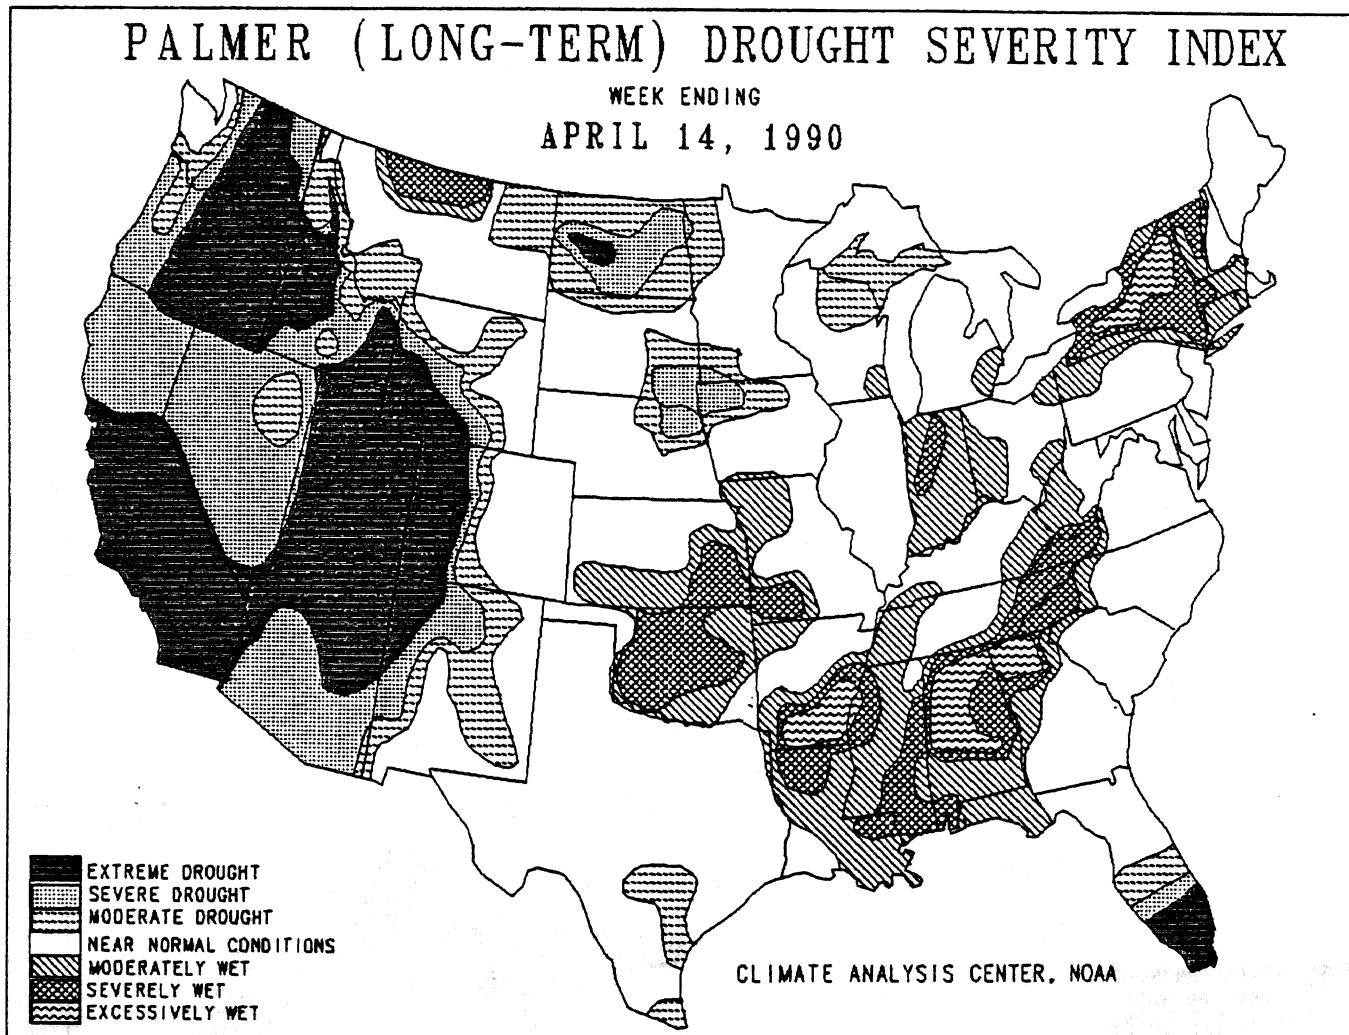 PALMER (LONG-TERM) DROUGHT SEVERITY INDEX
WEEK ENDING
APRIL 14, 1990
EXTREME DROUGHT
SEVERE DROUGHT
MODERATE DROUGHT
NEAR NORMAL CONDITIONS
MODERATELY WET
SEVERELY WET
EXCESSIVELY WET
CLIMATE ANALYSIS CENTER, NOAA